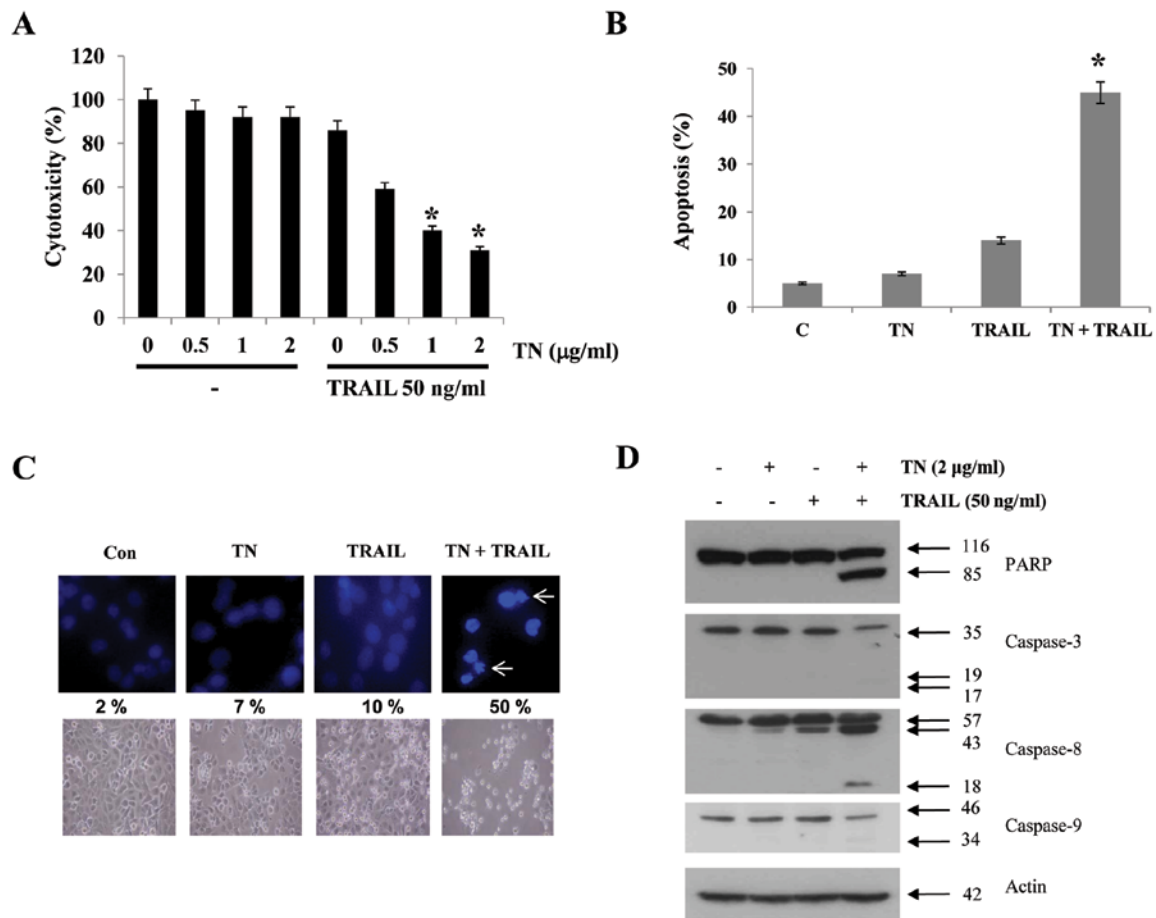 A
Cytotoxicity (%)
120
100
80
60
40
20
0
* *
0 0.5 1 2 0 0.5 1 2 TN (μg/ml)
- TRAIL 50 ng/ml
B
Apoptosis (%)
50
40
30
20
10
0
*
C TN TRAIL TN + TRAIL
C
Con TN TRAIL TN + TRAIL
2 % 7 % 10 % 50 %
D
- + - + TN (2 μg/ml)
- - + + TRAIL (50 ng/ml)
116
PARP
85
35
Caspase-3
19
17
57
43
Caspase-8
18
46
Caspase-9
34
42
Actin